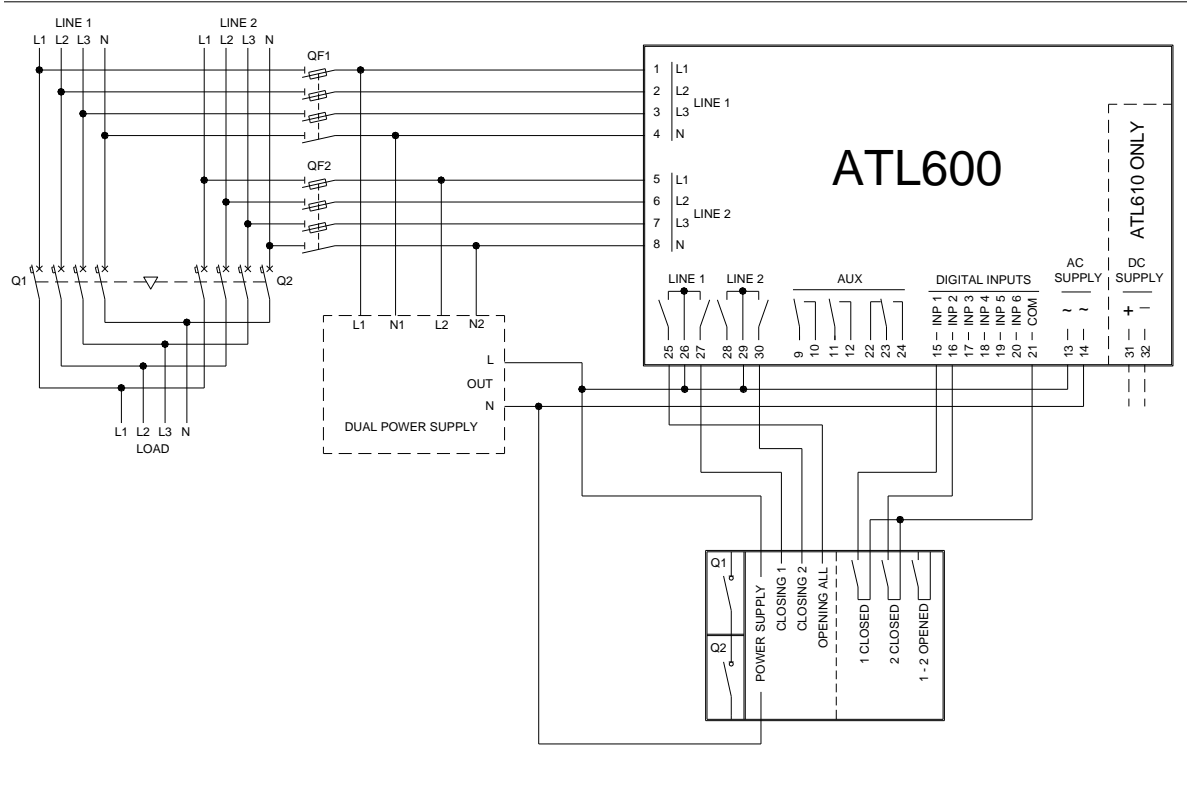 LINE 1
L1 L2 L3 N
LINE 2
L1 L2 L3 N
QF1
QF2
Q1
Q2
L1 L2 L3 N
LOAD
L1 N1 L2 N2
L
OUT
N
DUAL POWER SUPPLY
1 L1
2 L2
3 L3
4 N
LINE 1
5 L1
6 L2
7 L3
8 N
LINE 2
ATL600
ATL610 ONLY
LINE 1
25
26
27
LINE 2
28
29
30
AUX
9
10
11
12
22
23
24
DIGITAL INPUTS
15 – INP 1
16 – INP 2
17 – INP 3
18 – INP 4
19 – INP 5
20 – INP 6
21 – COM
AC
SUPPLY
~ ~
13
14
DC
SUPPLY
+ –
31
32
Q1
Q2
POWER SUPPLY
CLOSING 1
CLOSING 2
OPENING ALL
1 CLOSED
2 CLOSED
1 - 2 OPENED